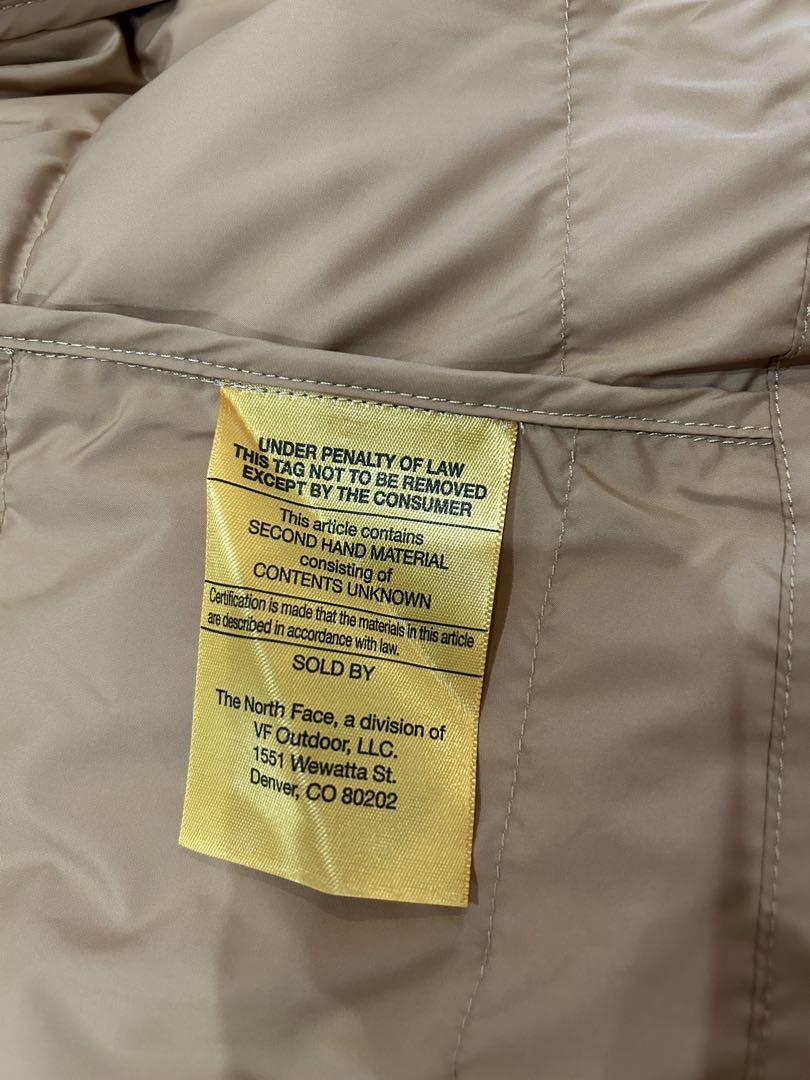 UNDER PENALTY OF LAW
THIS TAG NOT TO BE REMOVED
EXCEPT BY THE CONSUMER
This article contains
SECOND HAND MATERIAL
consisting of
CONTENTS UNKNOWN
Certification is made that the materials in this article
are described in accordance with law.
SOLD BY
The North Face, a division of
VF Outdoor, LLC.
1551 Wewatta St.
Denver, CO 80202